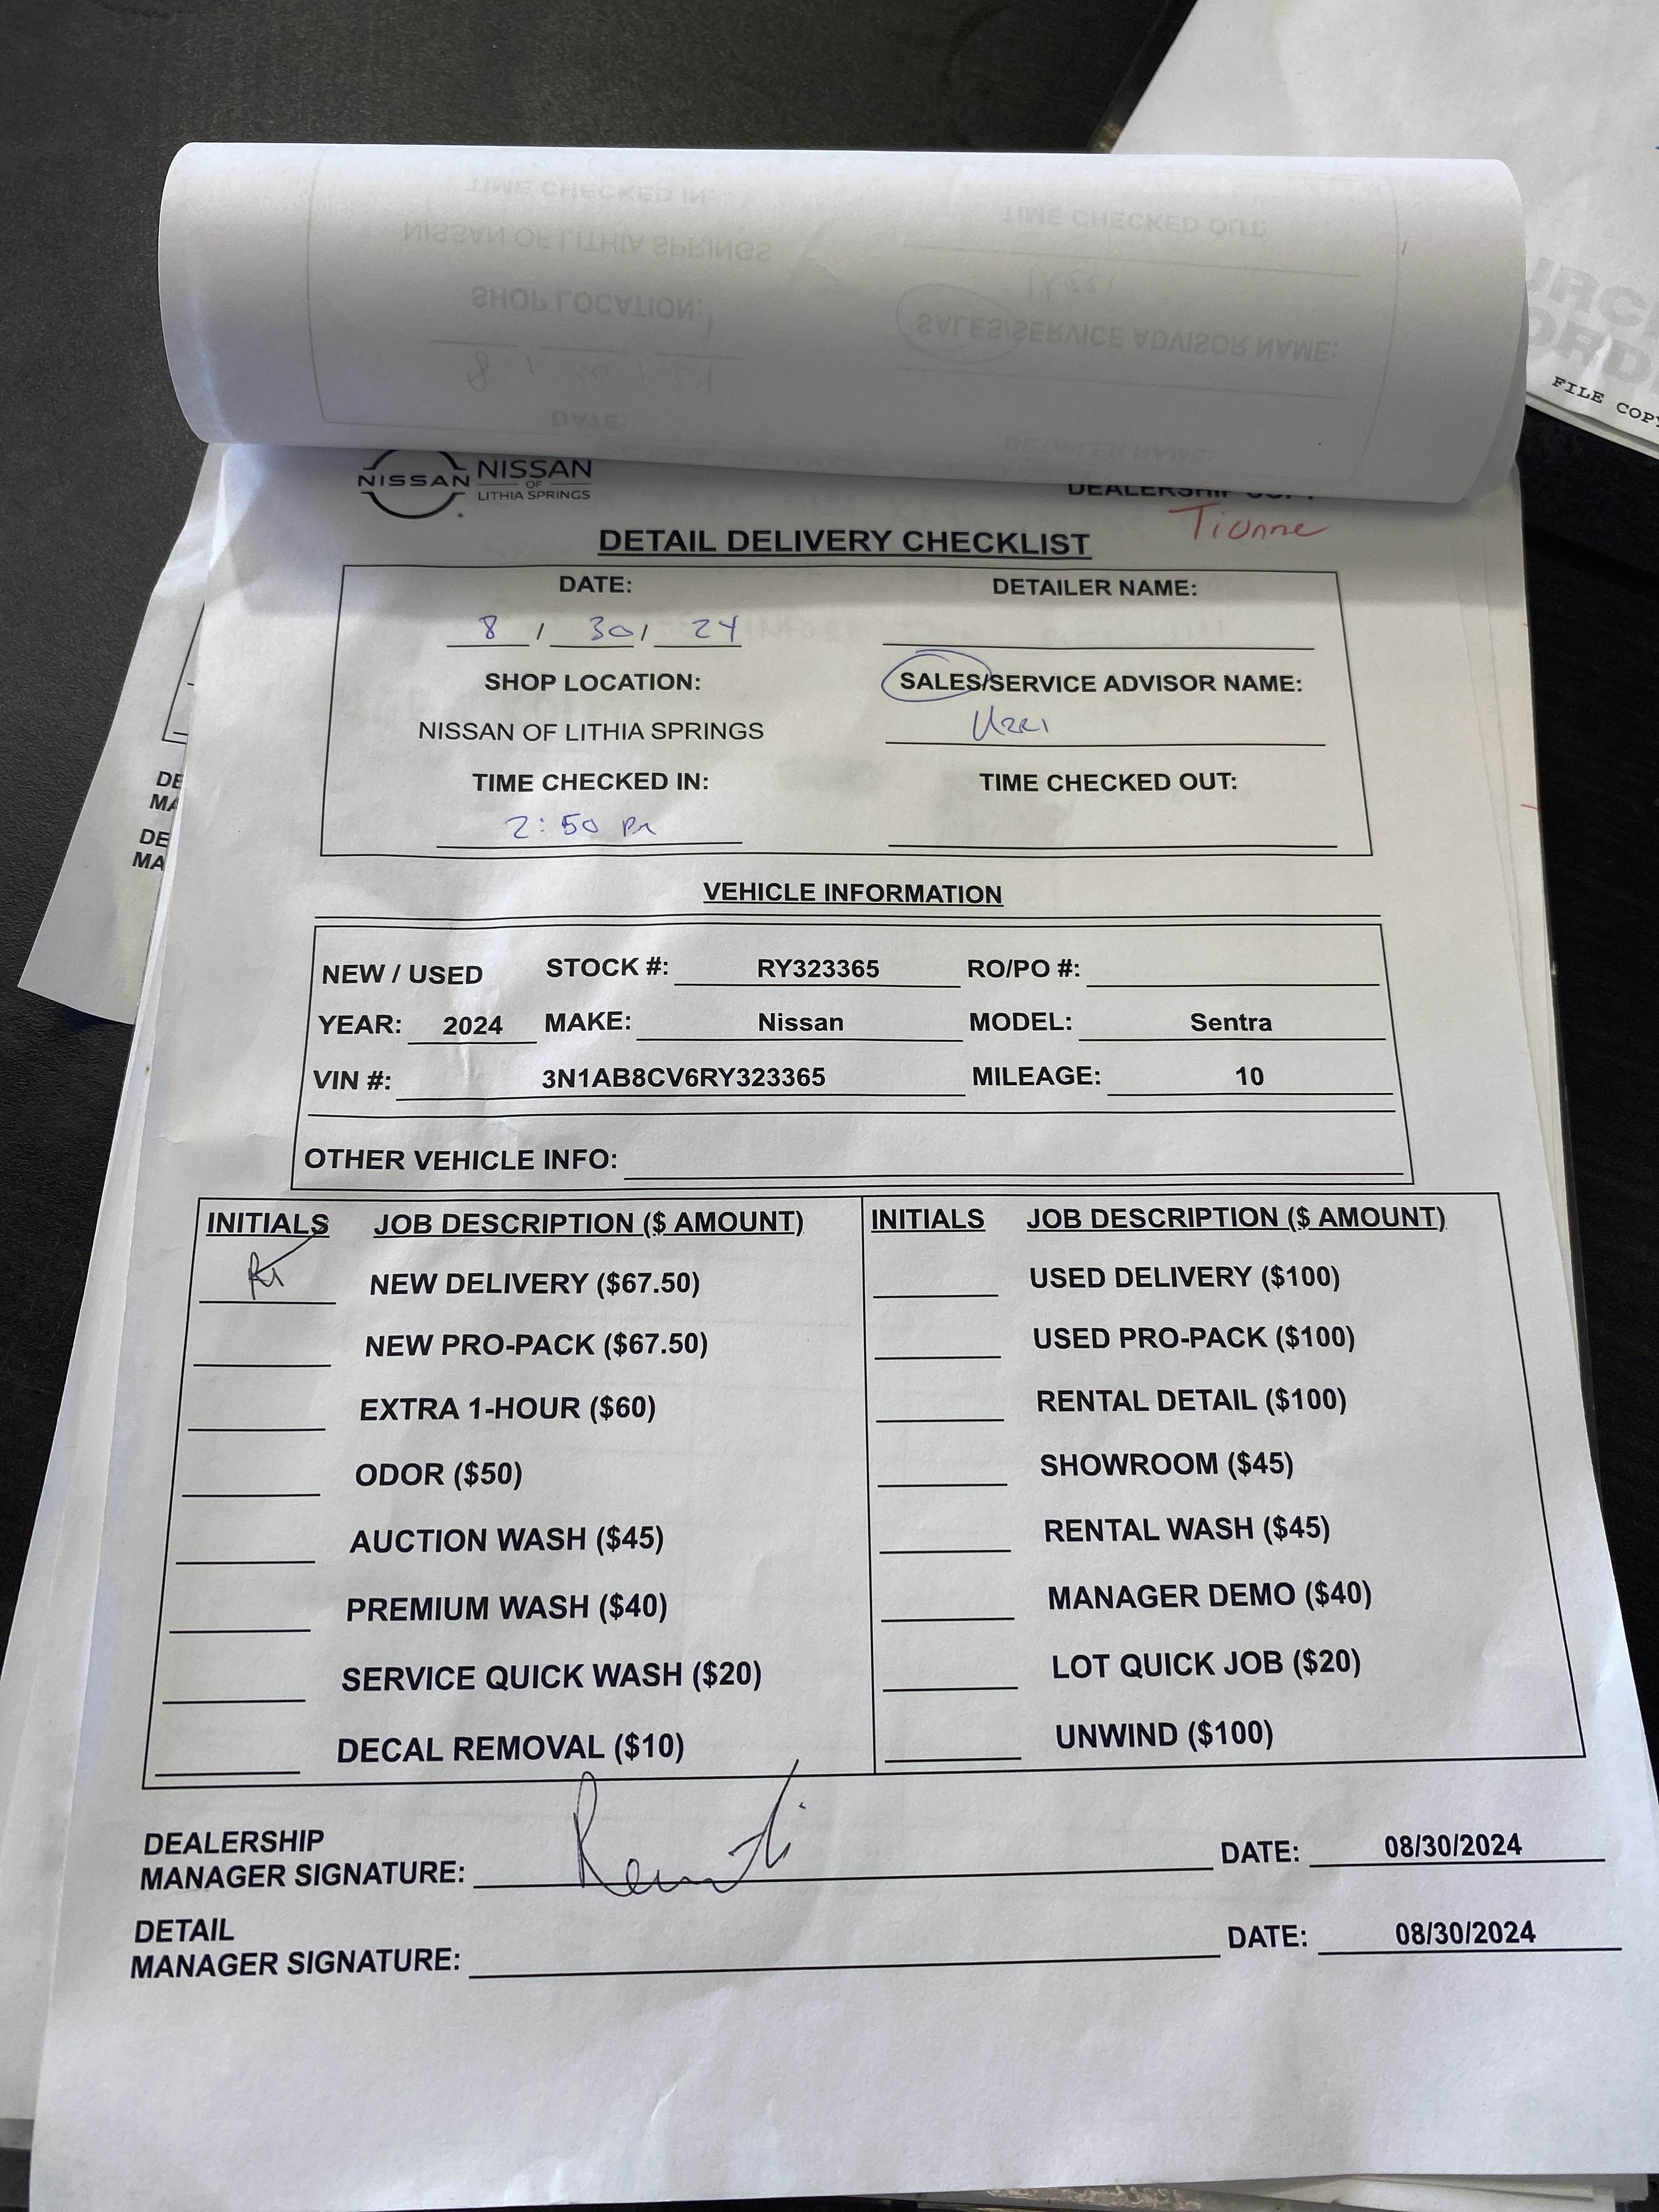 NISSAN NISSAN
OF
LITHIA SPRINGS
Tionne
DETAIL DELIVERY CHECKLIST
DATE: DETAILER NAME:
8 / 30 / 24
SHOP LOCATION: SALES/SERVICE ADVISOR NAME:
NISSAN OF LITHIA SPRINGS
TIME CHECKED IN: TIME CHECKED OUT:
2:50 Pm
VEHICLE INFORMATION
NEW / USED STOCK #: RY323365 RO/PO #:
YEAR: 2024 MAKE: Nissan MODEL: Sentra
VIN #: 3N1AB8CV6RY323365 MILEAGE: 10
OTHER VEHICLE INFO:
INITIALS JOB DESCRIPTION ($ AMOUNT) INITIALS JOB DESCRIPTION ($ AMOUNT)
NEW DELIVERY ($67.50) USED DELIVERY ($100)
NEW PRO-PACK ($67.50) USED PRO-PACK ($100)
EXTRA 1-HOUR ($60) RENTAL DETAIL ($100)
ODOR ($50) SHOWROOM ($45)
AUCTION WASH ($45) RENTAL WASH ($45)
PREMIUM WASH ($40) MANAGER DEMO ($40)
SERVICE QUICK WASH ($20) LOT QUICK JOB ($20)
DECAL REMOVAL ($10) UNWIND ($100)
DEALERSHIP
MANAGER SIGNATURE: DATE: 08/30/2024
DETAIL
MANAGER SIGNATURE: DATE: 08/30/2024
FILE COPY